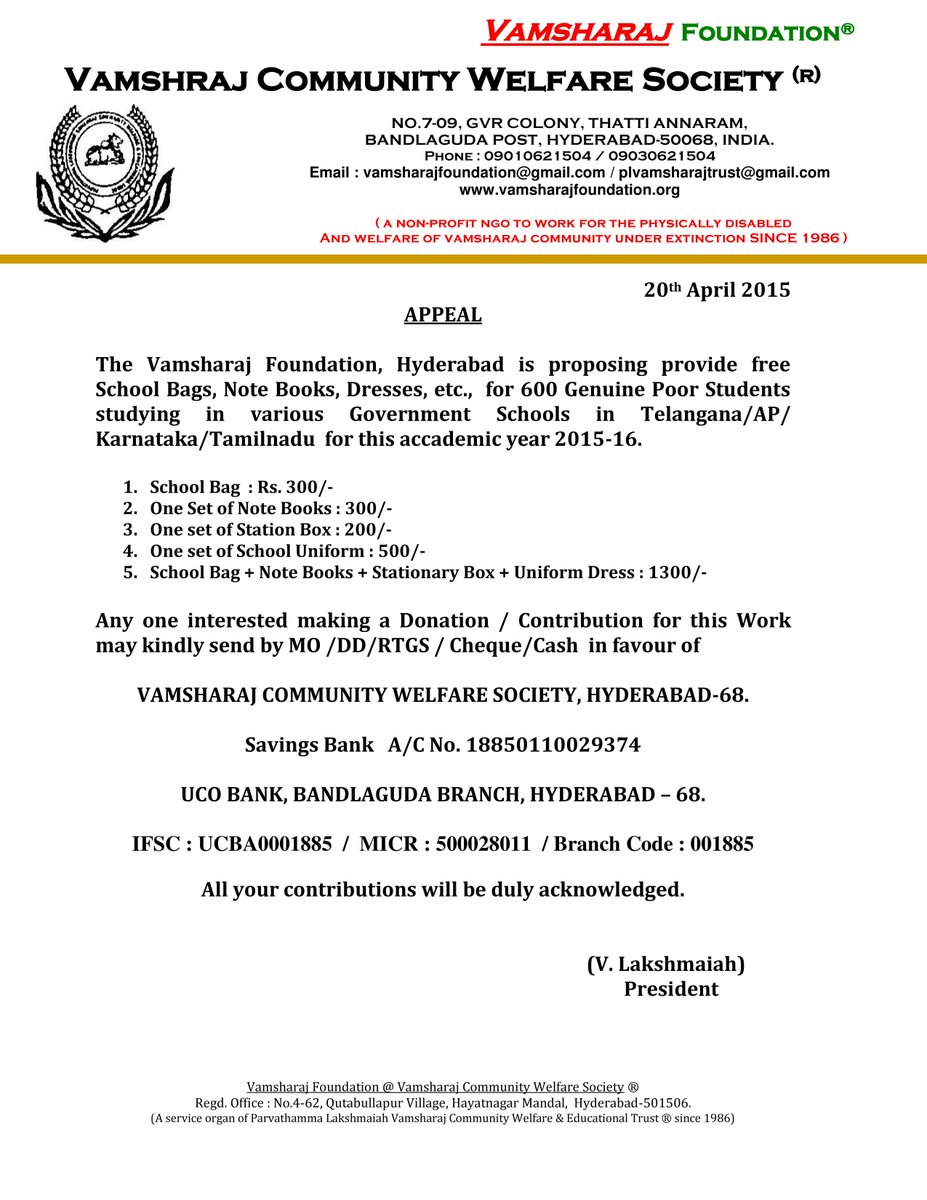 VAMSHARAJ FOUNDATION®
VAMSHRAJ COMMUNITY WELFARE SOCIETY (R)
NO.7-09, GVR COLONY, THATTI ANNARAM,
BANDLAGUDA POST, HYDERABAD-50068, INDIA.
PHONE : 09010621504 / 09030621504
Email : vamsharajfoundation@gmail.com / plvamsharajtrust@gmail.com
www.vamsharajfoundation.org
( A NON-PROFIT NGO TO WORK FOR THE PHYSICALLY DISABLED
AND WELFARE OF VAMSHARAJ COMMUNITY UNDER EXTINCTION SINCE 1986 )
20th April 2015
APPEAL
The Vamsharaj Foundation, Hyderabad is proposing provide free
School Bags, Note Books, Dresses, etc., for 600 Genuine Poor Students
studying in various Government Schools in Telangana/AP/
Karnataka/Tamilnadu for this accademic year 2015-16.
1. School Bag : Rs. 300/-
2. One Set of Note Books : 300/-
3. One set of Station Box : 200/-
4. One set of School Uniform : 500/-
5. School Bag + Note Books + Stationary Box + Uniform Dress : 1300/-
Any one interested making a Donation / Contribution for this Work
may kindly send by MO /DD/RTGS / Cheque/Cash in favour of
VAMSHARAJ COMMUNITY WELFARE SOCIETY, HYDERABAD-68.
Savings Bank A/C No. 18850110029374
UCO BANK, BANDLAGUDA BRANCH, HYDERABAD – 68.
IFSC : UCBA0001885 / MICR : 500028011 / Branch Code : 001885
All your contributions will be duly acknowledged.
(V. Lakshmaiah)
President
Vamsharaj Foundation @ Vamsharaj Community Welfare Society ®
Regd. Office : No.4-62, Qutabullapur Village, Hayatnagar Mandal, Hyderabad-501506.
(A service organ of Parvathamma Lakshmaiah Vamsharaj Community Welfare & Educational Trust ® since 1986)